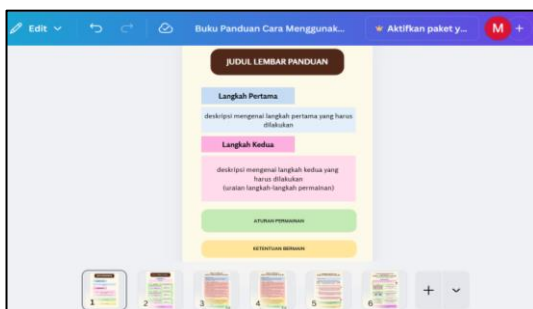 Edit
Buku Panduan Cara Menggunak...
Aktifkan paket y...
M
+
JUDUL LEMBAR PANDUAN
Langkah Pertama
deskripsi mengenai langkah pertama yang harus
dilakukan
Langkah Kedua
deskripsi mengenai langkah kedua yang
harus dilakukan
(uraian langkah-langkah permainan)
ATURAN PERMAINAN
KETENTUAN BERMAIN
1
2
3
4
5
6
+